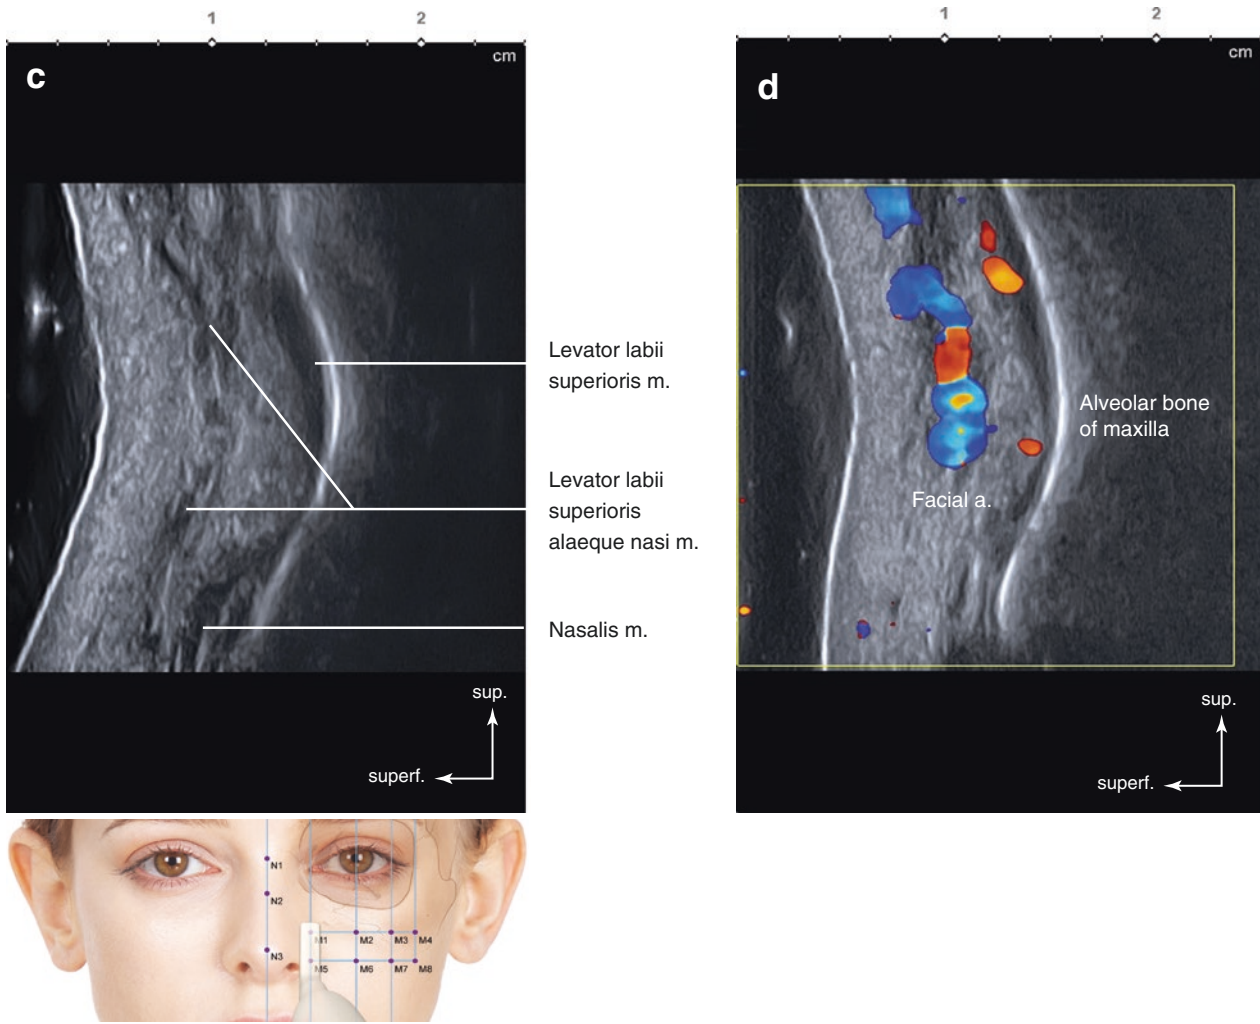 1 2
cm
c
Levator labii
superioris m.
Levator labii
superioris
alaeque nasi m.
Nasalis m.
sup.
superf.
1 2
cm
d
Alveolar bone
of maxilla
Facial a.
sup.
superf.
N1
N2
N3
M1 M2 M3 M4
M5 M6 M7 M8